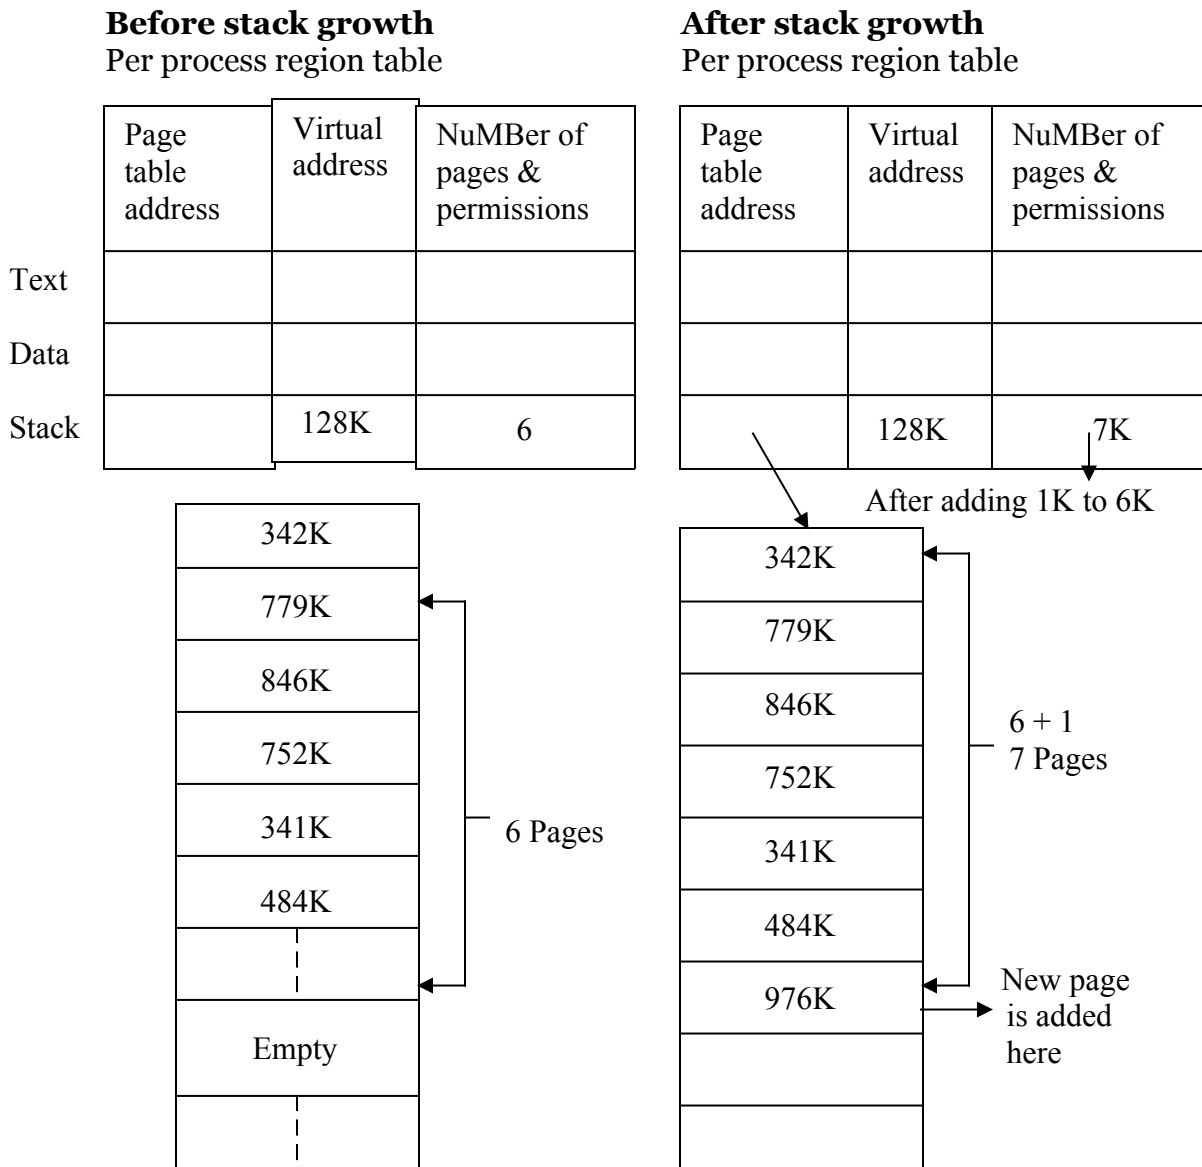 Before stack growth
Per process region table
Page
table
address
Virtual
address
NuMBer of
pages &
permissions
Text
Data
Stack
128K
6
342K
779K
846K
752K
341K
484K
Empty
6 Pages
After stack growth
Per process region table
Page
table
address
Virtual
address
NuMBer of
pages &
permissions
128K
7K
After adding 1K to 6K
342K
779K
846K
752K
341K
484K
976K
6 + 1
7 Pages
New page
is added
here